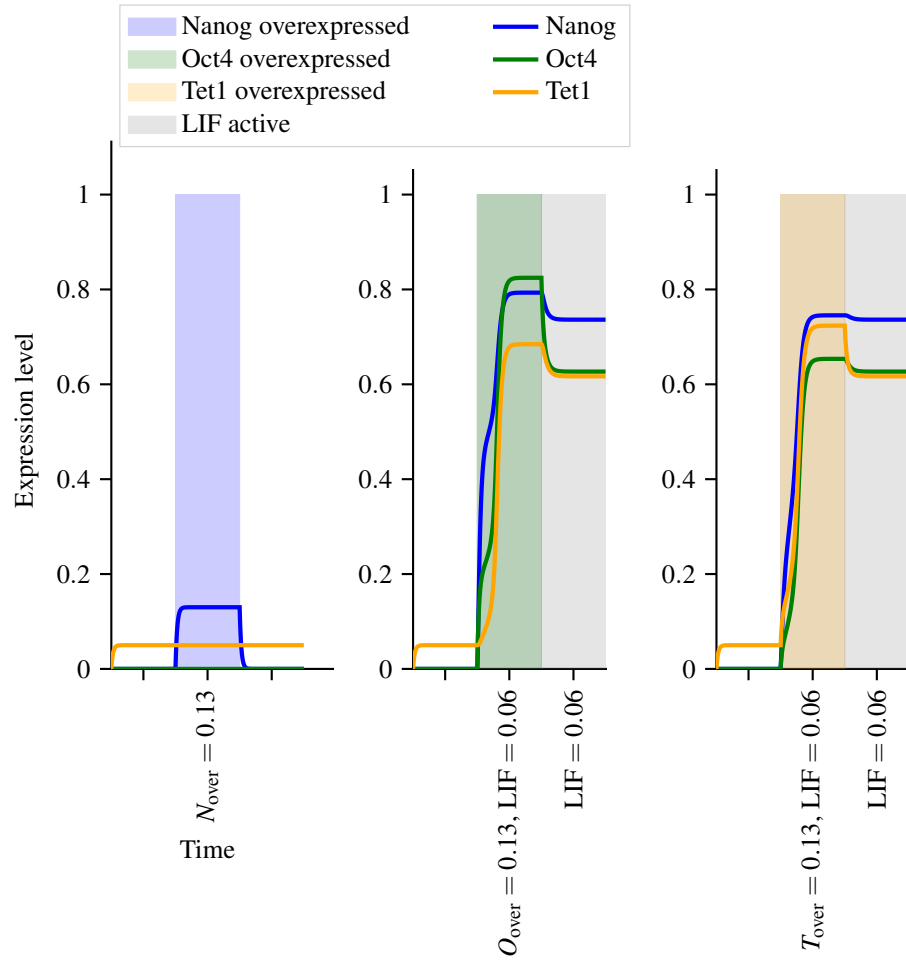 Nanog overexpressed
Oct4 overexpressed
Tet1 overexpressed
LIF active
Nanog
Oct4
Tet1
Expression level
1
0.8
0.6
0.4
0.2
0
N_over = 0.13
Time
1
0.8
0.6
0.4
0.2
0
O_over = 0.13, LIF = 0.06
LIF = 0.06
1
0.8
0.6
0.4
0.2
0
T_over = 0.13, LIF = 0.06
LIF = 0.06